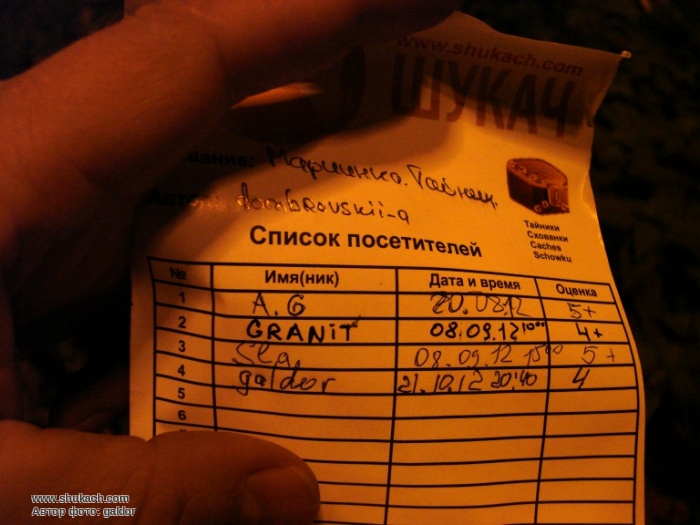 www.shukach.com
ШУКАЧ
вание: Мариинка. Тайник.
Автор: dombrovskii-a
Тайники
Схованки
Caches
Schowku
Список посетителей
№ Имя(ник) Дата и время Оценка
1 A.G 20.08.12 5+
2 GRANIT 08.09.12 10⁰⁰ 4+
3 08.09.12 15⁰⁰ 5+
4 galdor 21.10.12 20:40 4
5
6
www.shukach.com
Автор фото: galdor